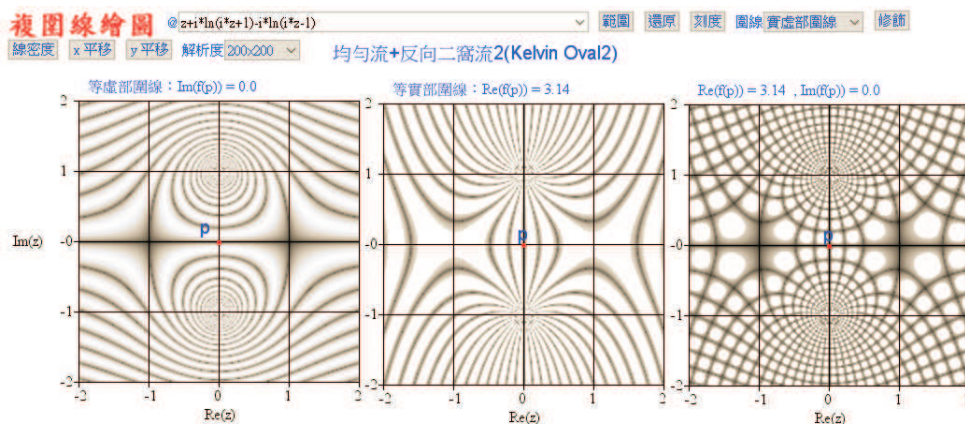 複圍線繪圖 @ z+i*ln(i*z+1)-i*ln(i*z-1) 範圍 還原 刻度 圍線 實虛部圍線 修飾
線密度 x 平移 y 平移 解析度 200x200 均勻流+反向二窩流2(Kelvin Oval2)
等虛部圍線：Im(f(p)) = 0.0
等實部圍線：Re(f(p)) = 3.14
Re(f(p)) = 3.14 , Im(f(p)) = 0.0
2
1
-0
-1
-2
Im(z)
p
-2 -1 0 1 2
Re(z)
2
1
-0
-1
-2
p
-2 -1 0 1 2
Re(z)
2
1
-0
-1
-2
p
-2 -1 0 1 2
Re(z)